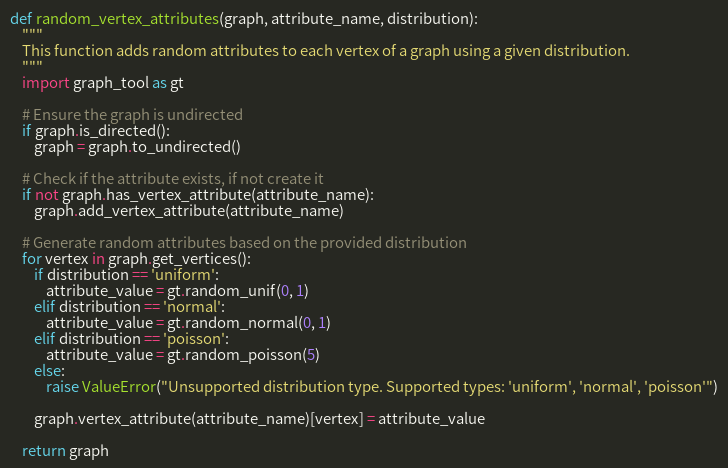 def random_vertex_attributes(graph, attribute_name, distribution):
    """
    This function adds random attributes to each vertex of a graph using a given distribution.
    """
    import graph_tool as gt

    # Ensure the graph is undirected
    if graph.is_directed():
        graph = graph.to_undirected()

    # Check if the attribute exists, if not create it
    if not graph.has_vertex_attribute(attribute_name):
        graph.add_vertex_attribute(attribute_name)

    # Generate random attributes based on the provided distribution
    for vertex in graph.get_vertices():
        if distribution == 'uniform':
            attribute_value = gt.random_unif(0, 1)
        elif distribution == 'normal':
            attribute_value = gt.random_normal(0, 1)
        elif distribution == 'poisson':
            attribute_value = gt.random_poisson(5)
        else:
            raise ValueError("Unsupported distribution type. Supported types: 'uniform', 'normal', 'poisson'")

        graph.vertex_attribute(attribute_name)[vertex] = attribute_value

    return graph